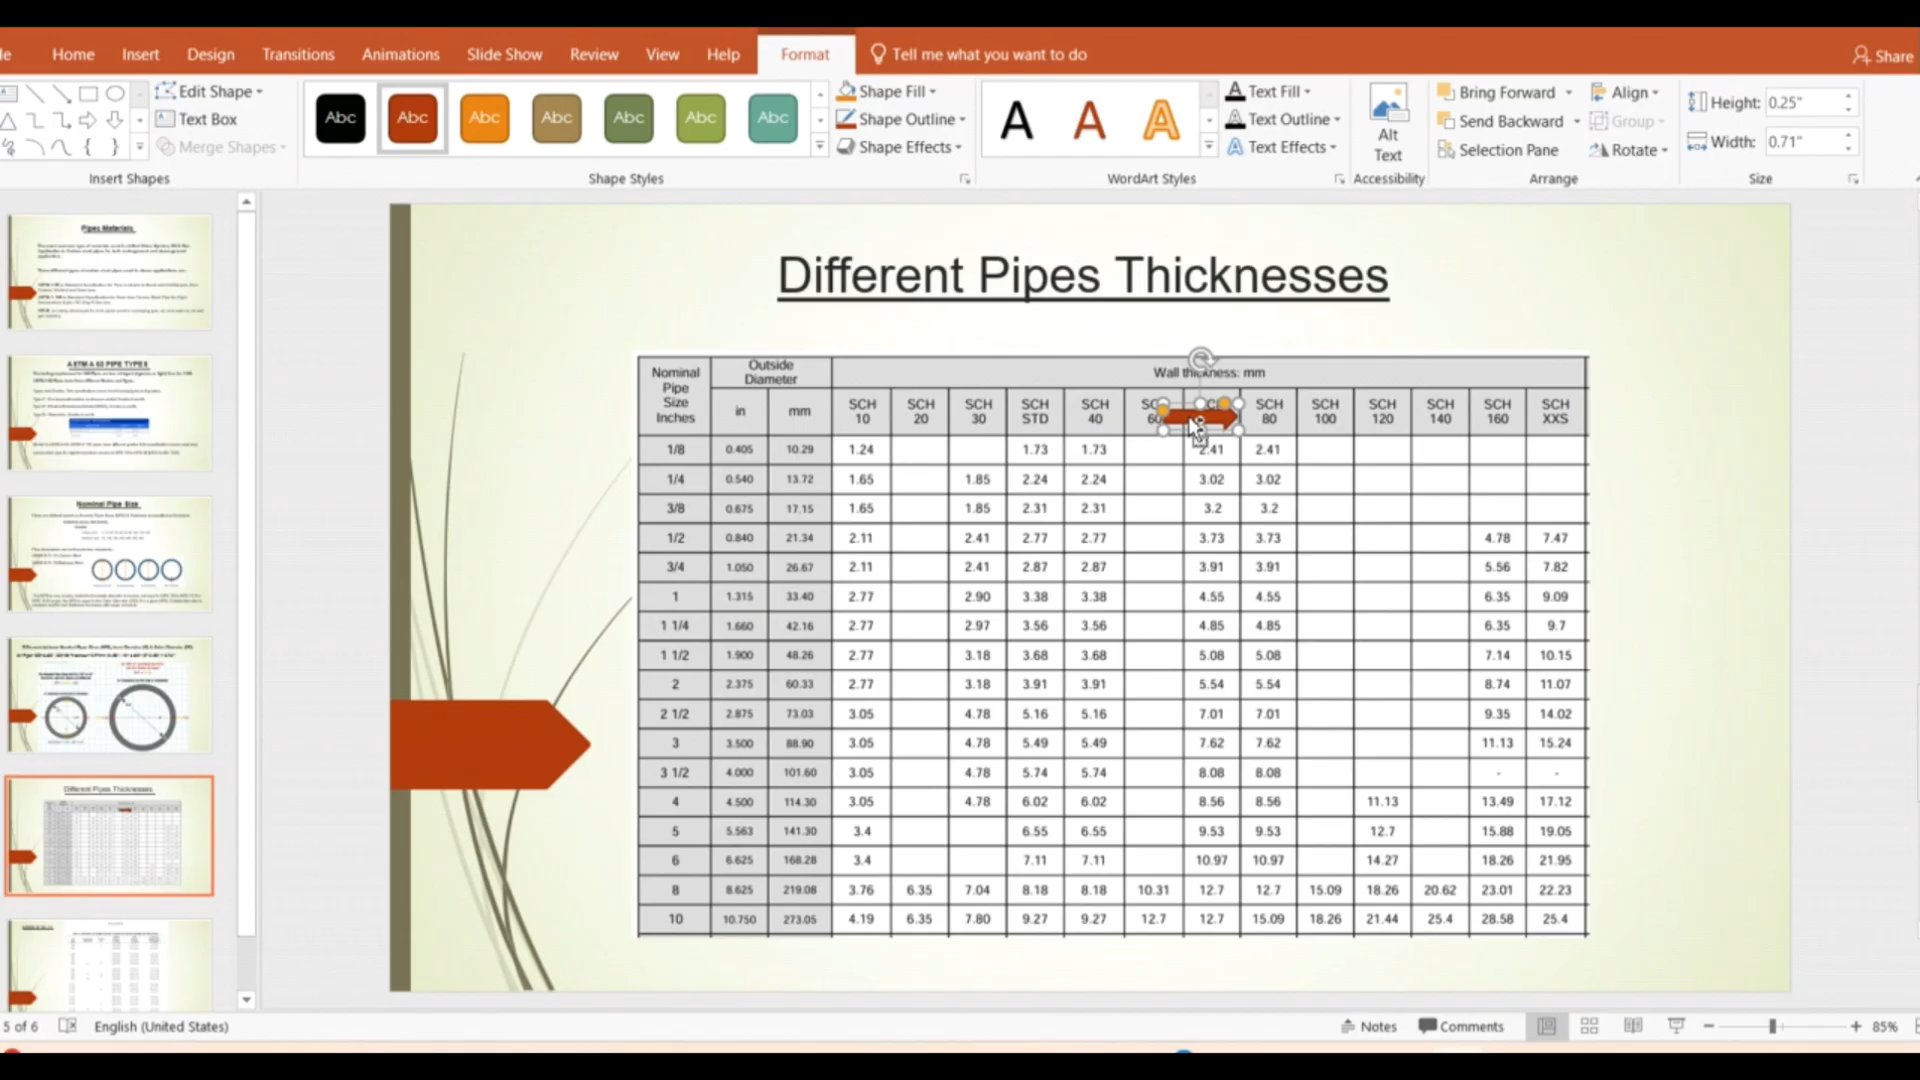 Home Insert Design Transitions Animations Slide Show Review View Help Format Tell me what you want to do Share
Edit Shape
Text Box
Merge Shapes
Insert Shapes
Abc Abc Abc Abc Abc Abc Abc
Shape Styles
Shape Fill
Shape Outline
Shape Effects
A A A
WordArt Styles
Text Fill
Text Outline
Text Effects
Alt
Text
Accessibility
Bring Forward
Send Backward
Selection Pane
Align
Group
Rotate
Arrange
Height: 0.25"
Width: 0.71"
Size
Pipes Materials
ASTM A 53 PIPE TYPES
Nominal Pipe Size
Different Pipes Thicknesses
Different Pipes Thicknesses
Nominal Pipe Size Inches
Outside Diameter
Wall thickness: mm
in mm SCH 10 SCH 20 SCH 30 SCH STD SCH 40 60 SCH 80 SCH 100 SCH 120 SCH 140 SCH 160 SCH XXS
1/8 0.405 10.29 1.24 1.73 1.73 2.41 2.41
1/4 0.540 13.72 1.65 1.85 2.24 2.24 3.02 3.02
3/8 0.675 17.15 1.65 1.85 2.31 2.31 3.2 3.2
1/2 0.840 21.34 2.11 2.41 2.77 2.77 3.73 3.73 4.78 7.47
3/4 1.050 26.67 2.11 2.41 2.87 2.87 3.91 3.91 5.56 7.82
1 1.315 33.40 2.77 2.90 3.38 3.38 4.55 4.55 6.35 9.09
1 1/4 1.660 42.16 2.77 2.97 3.56 3.56 4.85 4.85 6.35 9.7
1 1/2 1.900 48.26 2.77 3.18 3.68 3.68 5.08 5.08 7.14 10.15
2 2.375 60.33 2.77 3.18 3.91 3.91 5.54 5.54 8.74 11.07
2 1/2 2.875 73.03 3.05 4.78 5.16 5.16 7.01 7.01 9.35 14.02
3 3.500 88.90 3.05 4.78 5.49 5.49 7.62 7.62 11.13 15.24
3 1/2 4.000 101.60 3.05 4.78 5.74 5.74 8.08 8.08 - -
4 4.500 114.30 3.05 4.78 6.02 6.02 8.56 8.56 11.13 13.49 17.12
5 5.563 141.30 3.4 6.55 6.55 9.53 9.53 12.7 15.88 19.05
6 6.625 168.28 3.4 7.11 7.11 10.97 10.97 14.27 18.26 21.95
8 8.625 219.08 3.76 6.35 7.04 8.18 8.18 10.31 12.7 12.7 15.09 18.26 20.62 23.01 22.23
10 10.750 273.05 4.19 6.35 7.80 9.27 9.27 12.7 12.7 15.09 18.26 21.44 25.4 28.58 25.4
5 of 6 English (United States) Notes Comments 85%